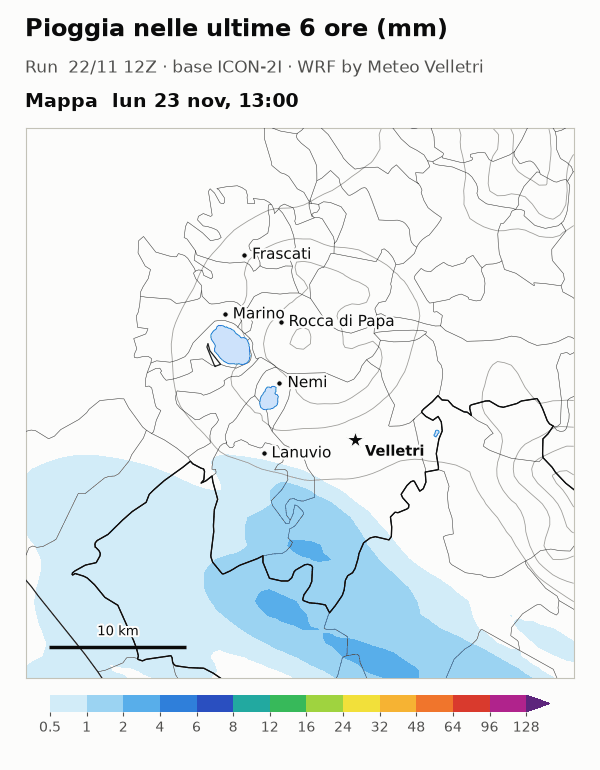 Pioggia nelle ultime 6 ore (mm)
Run 22/11 12Z · base ICON-2I · WRF by Meteo Velletri
Mappa lun 23 nov, 13:00
Frascati
Marino
Rocca di Papa
Nemi
Velletri
Lanuvio
10 km
0.5 1 2 4 6 8 12 16 24 32 48 64 96 128